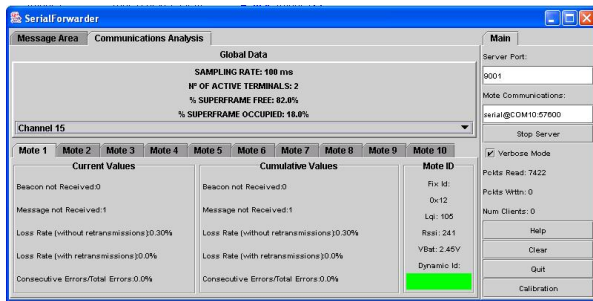 SerialForwarder
Message Area
Communications Analysis
Global Data
SAMPLING RATE: 100 ms
Nº OF ACTIVE TERMINALS: 2
% SUPERFRAME FREE: 82.0%
% SUPERFRAME OCCUPIED: 18.0%
Channel 15
Mote 1 Mote 2 Mote 3 Mote 4 Mote 5 Mote 6 Mote 7 Mote 8 Mote 9 Mote 10
Current Values
Beacon not Received:0
Message not Received:1
Loss Rate (without retransmissions):0.30%
Loss Rate (with retransmissions):0.0%
Consecutive Errors/Total Errors:0.0%
Cumulative Values
Beacon not Received:0
Message not Received:1
Loss Rate (without retransmissions):0.30%
Loss Rate (with retransmissions):0.0%
Consecutive Errors/Total Errors:0.0%
Mote ID
Fix Id:
0x12
Lqi: 105
Rssi: 241
VBat: 2.45V
Dynamic Id:
Main
Server Port:
9001
Mote Communications:
serial@COM10:57600
Stop Server
Verbose Mode
Pckts Read: 7422
Pckts Wrttn: 0
Num Clients: 0
Help
Clear
Quit
Calibration